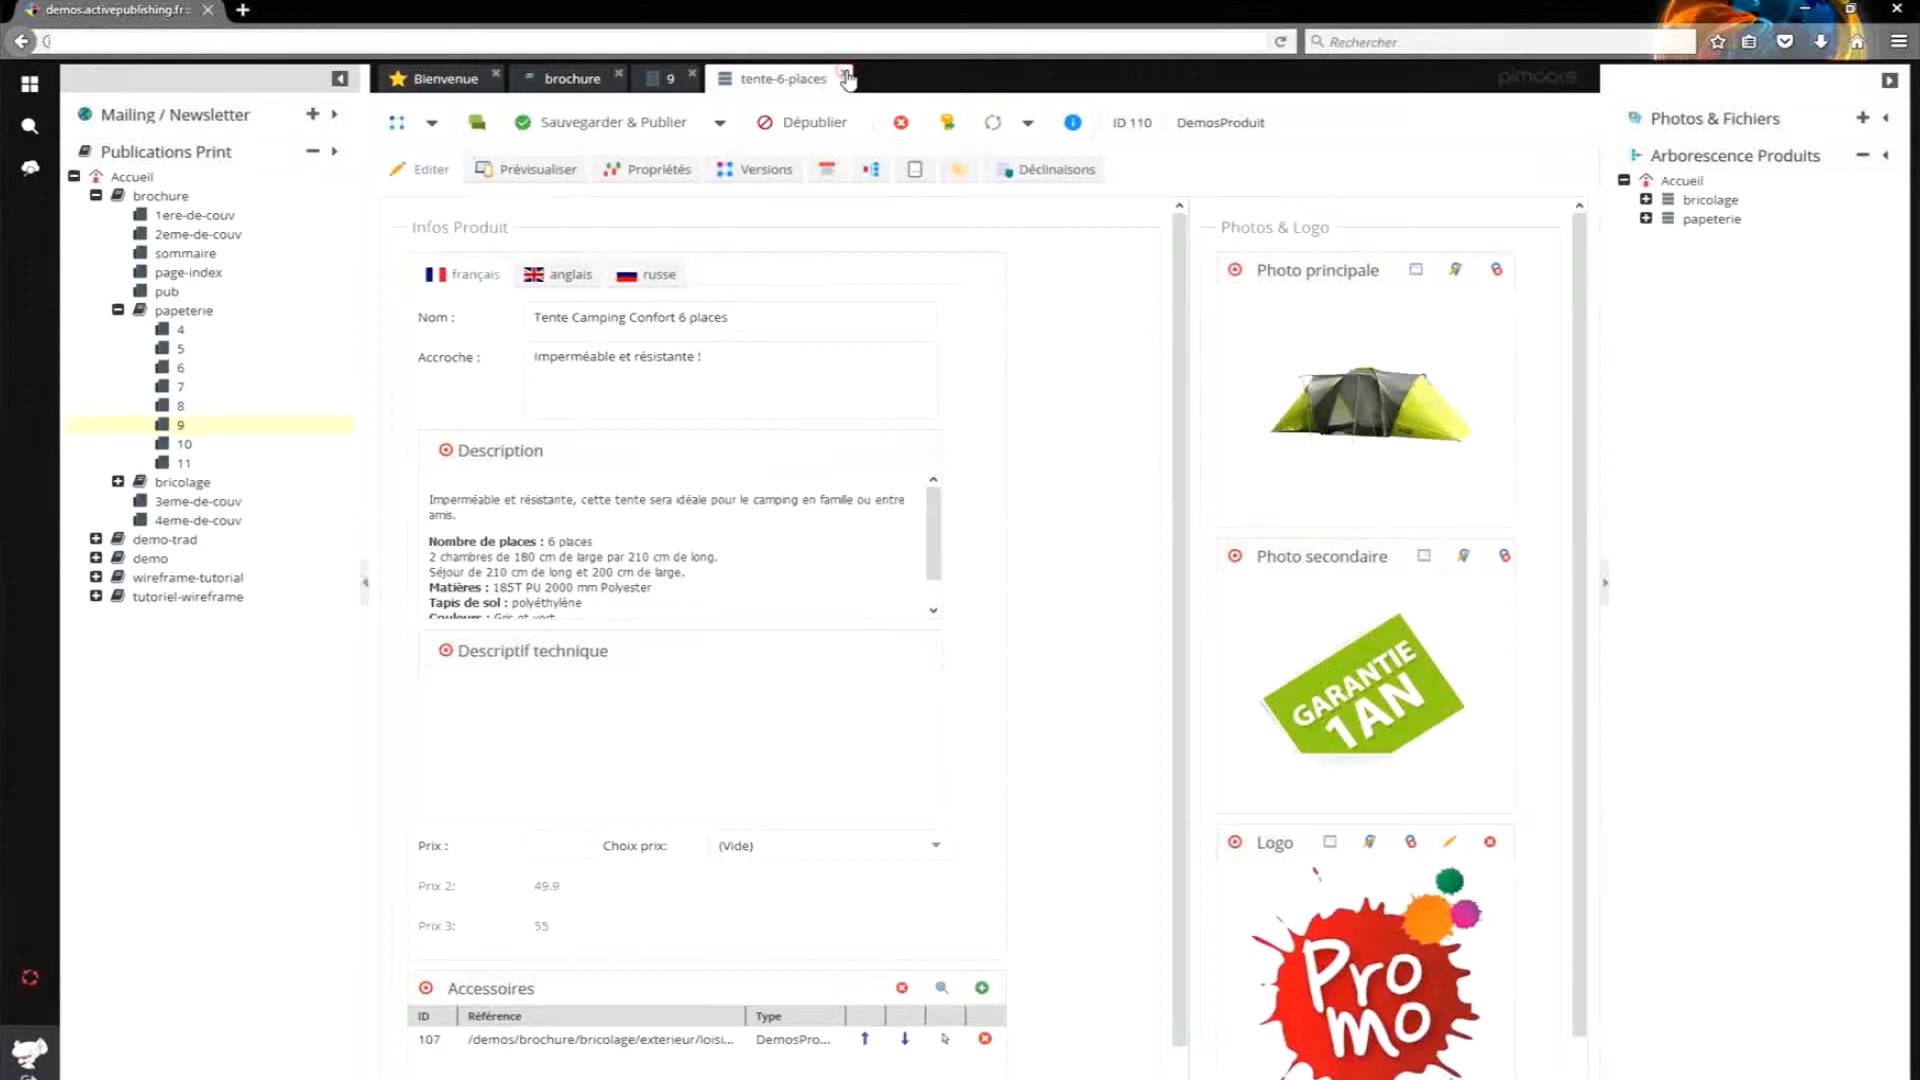 demos.activepublishing.fr ::
Rechercher
Bienvenue
brochure
9
tente-6-places
pimcore
Mailing / Newsletter
Publications Print
Accueil
brochure
1ere-de-couv
2eme-de-couv
sommaire
page-index
pub
papeterie
4
5
6
7
8
9
10
11
bricolage
3eme-de-couv
4eme-de-couv
demo-trad
demo
wireframe-tutorial
tutoriel-wireframe
Sauvegarder & Publier
Dépublier
ID 110
DemosProduit
Editer
Prévisualiser
Propriétés
Versions
Déclinaisons
Infos Produit
français
anglais
russe
Nom :
Tente Camping Confort 6 places
Accroche :
Imperméable et résistante !
Description
Imperméable et résistante, cette tente sera idéale pour le camping en famille ou entre
amis.
Nombre de places : 6 places
2 chambres de 180 cm de large par 210 cm de long.
Séjour de 210 cm de long et 200 cm de large.
Matières : 185T PU 2000 mm Polyester
Tapis de sol : polyéthylène
Couleurs : Gris et vert
Descriptif technique
Prix :
Choix prix:
(Vide)
Prix 2:
49.9
Prix 3:
55
Accessoires
ID
Référence
Type
107
/demos/brochure/bricolage/exterieur/loisi...
DemosPro...
Photos & Logo
Photo principale
Photo secondaire
GARANTIE
1AN
Logo
Pro
mo
Photos & Fichiers
Arborescence Produits
Accueil
bricolage
papeterie